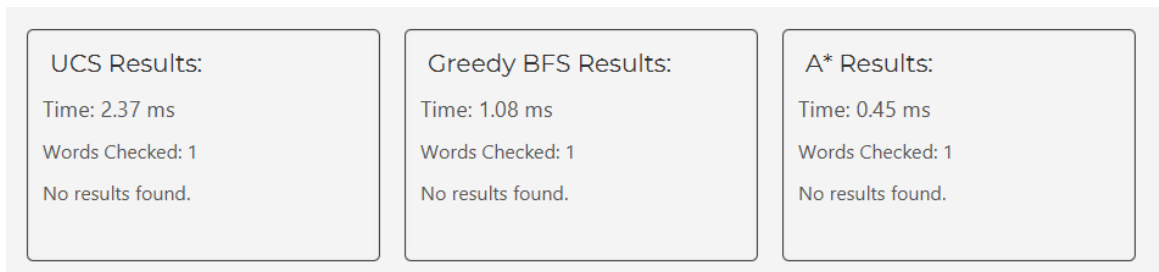 UCS Results:
Time: 2.37 ms
Words Checked: 1
No results found.
Greedy BFS Results:
Time: 1.08 ms
Words Checked: 1
No results found.
A* Results:
Time: 0.45 ms
Words Checked: 1
No results found.